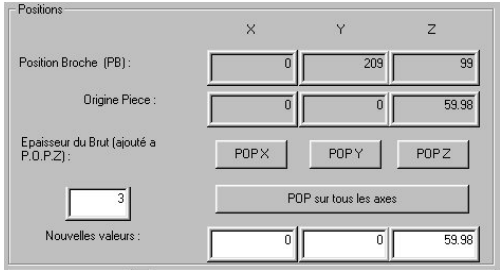 Positions
X Y Z
Position Broche (PB) : 0 209 99
Origine Piece : 0 0 59.98
Epaisseur du Brut (ajouté a
P.O.P.Z) :
POP X POP Y POP Z
3
POP sur tous les axes
Nouvelles valeurs : 0 0 59.98